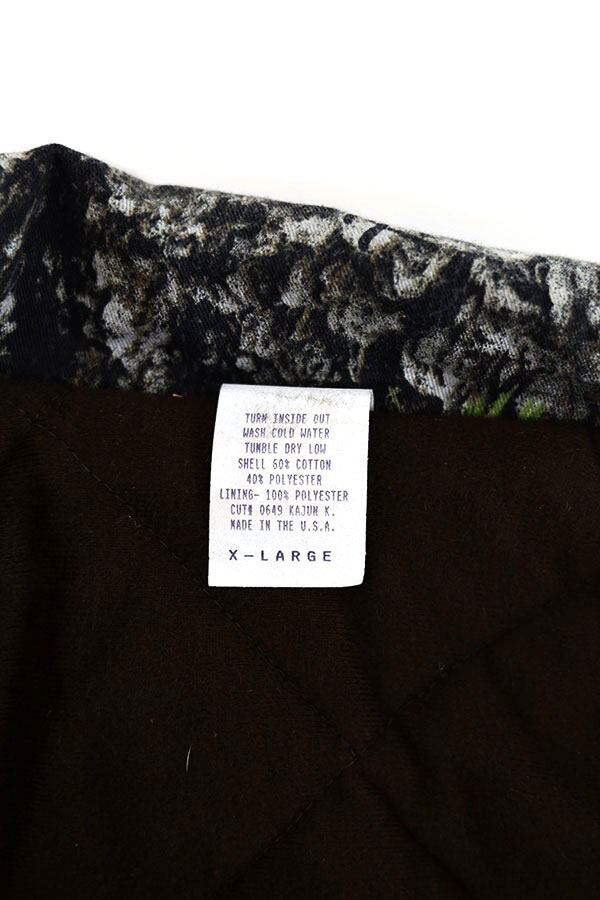 TURN INSIDE OUT
WASH COLD WATER
TUMBLE DRY LOW
SHELL 60% COTTON
40% POLYESTER
LINING- 100% POLYESTER
CUT# 0649 KAJUN K.
MADE IN THE U.S.A.
X-LARGE